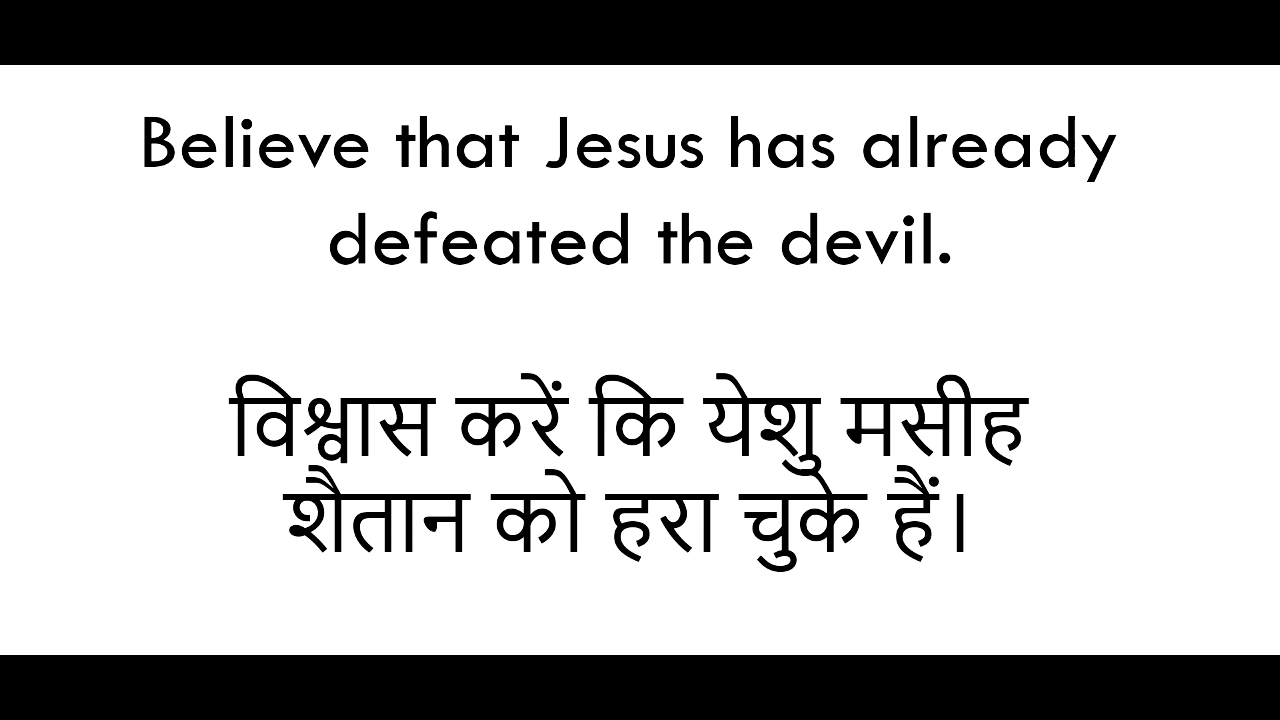 Believe that Jesus has already
defeated the devil.
विश्वास करें कि येशु मसीह
शैतान को हरा चुके हैं।